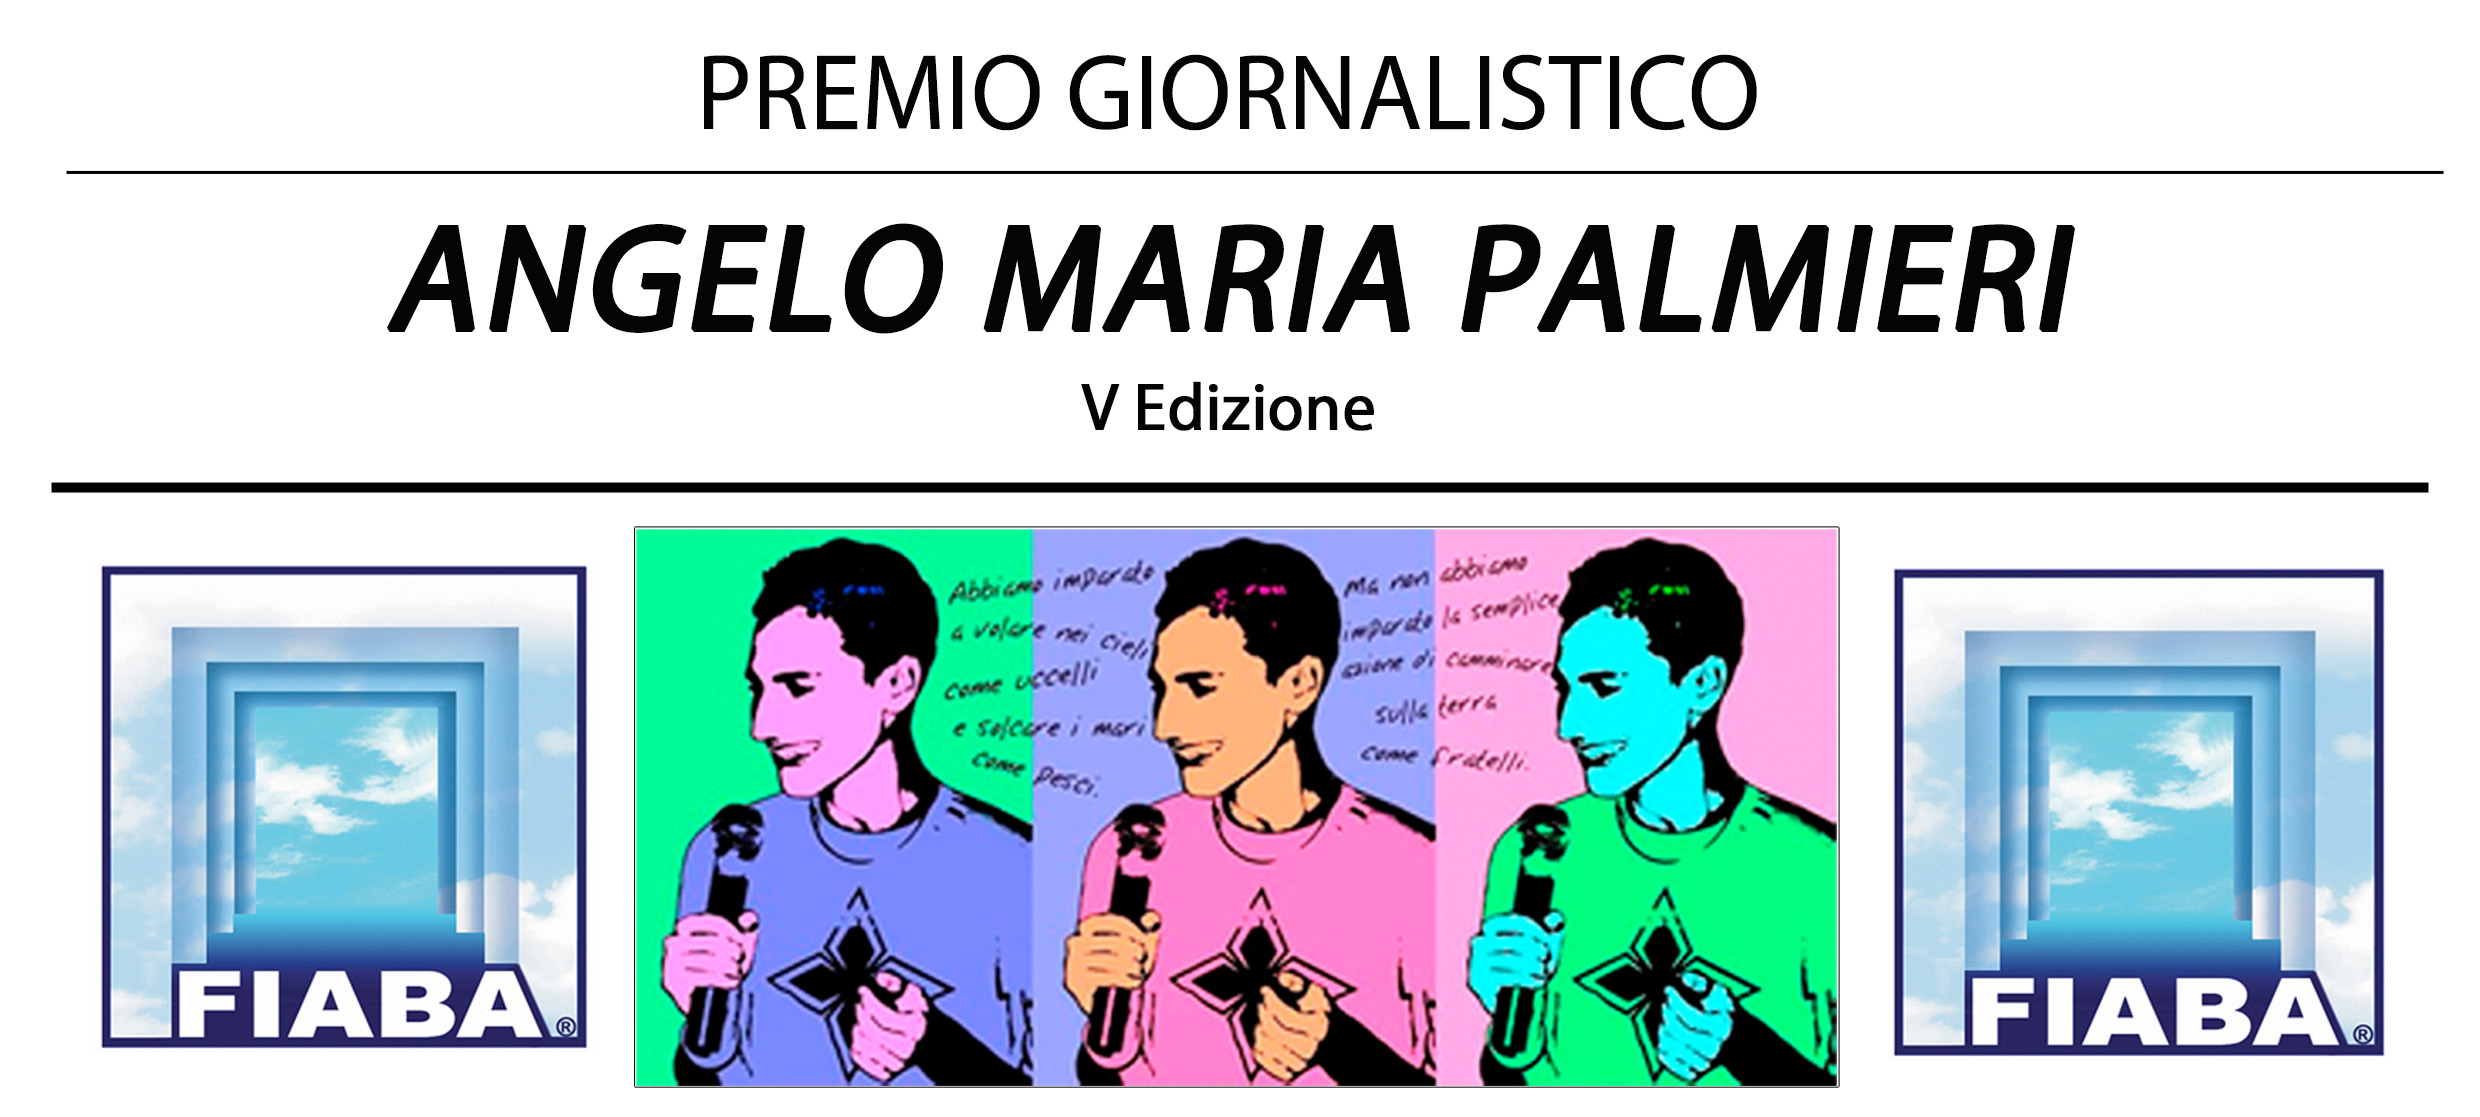 PREMIO GIORNALISTICO
ANGELO MARIA PALMIERI
V Edizione
Abbiamo imparato
a volare nei cieli
come uccelli
e solcare i mari
come pesci.
ma non abbiamo
imparato la semplice
azione di camminare
sulla terra
come fratelli.
FIABA®
FIABA®